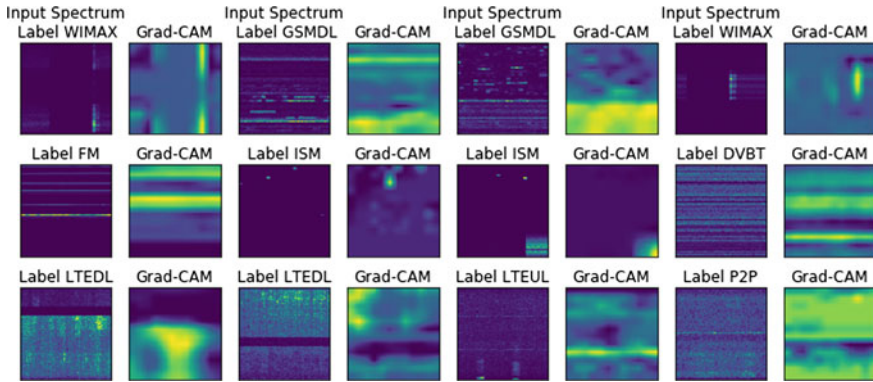 Input Spectrum Input Spectrum Input Spectrum Input Spectrum
Label WIMAX Grad-CAM Label GSMDL Grad-CAM Label GSMDL Grad-CAM Label WIMAX Grad-CAM
Label FM Grad-CAM Label ISM Grad-CAM Label ISM Grad-CAM Label DVBT Grad-CAM
Label LTEDL Grad-CAM Label LTEDL Grad-CAM Label LTEUL Grad-CAM Label P2P Grad-CAM